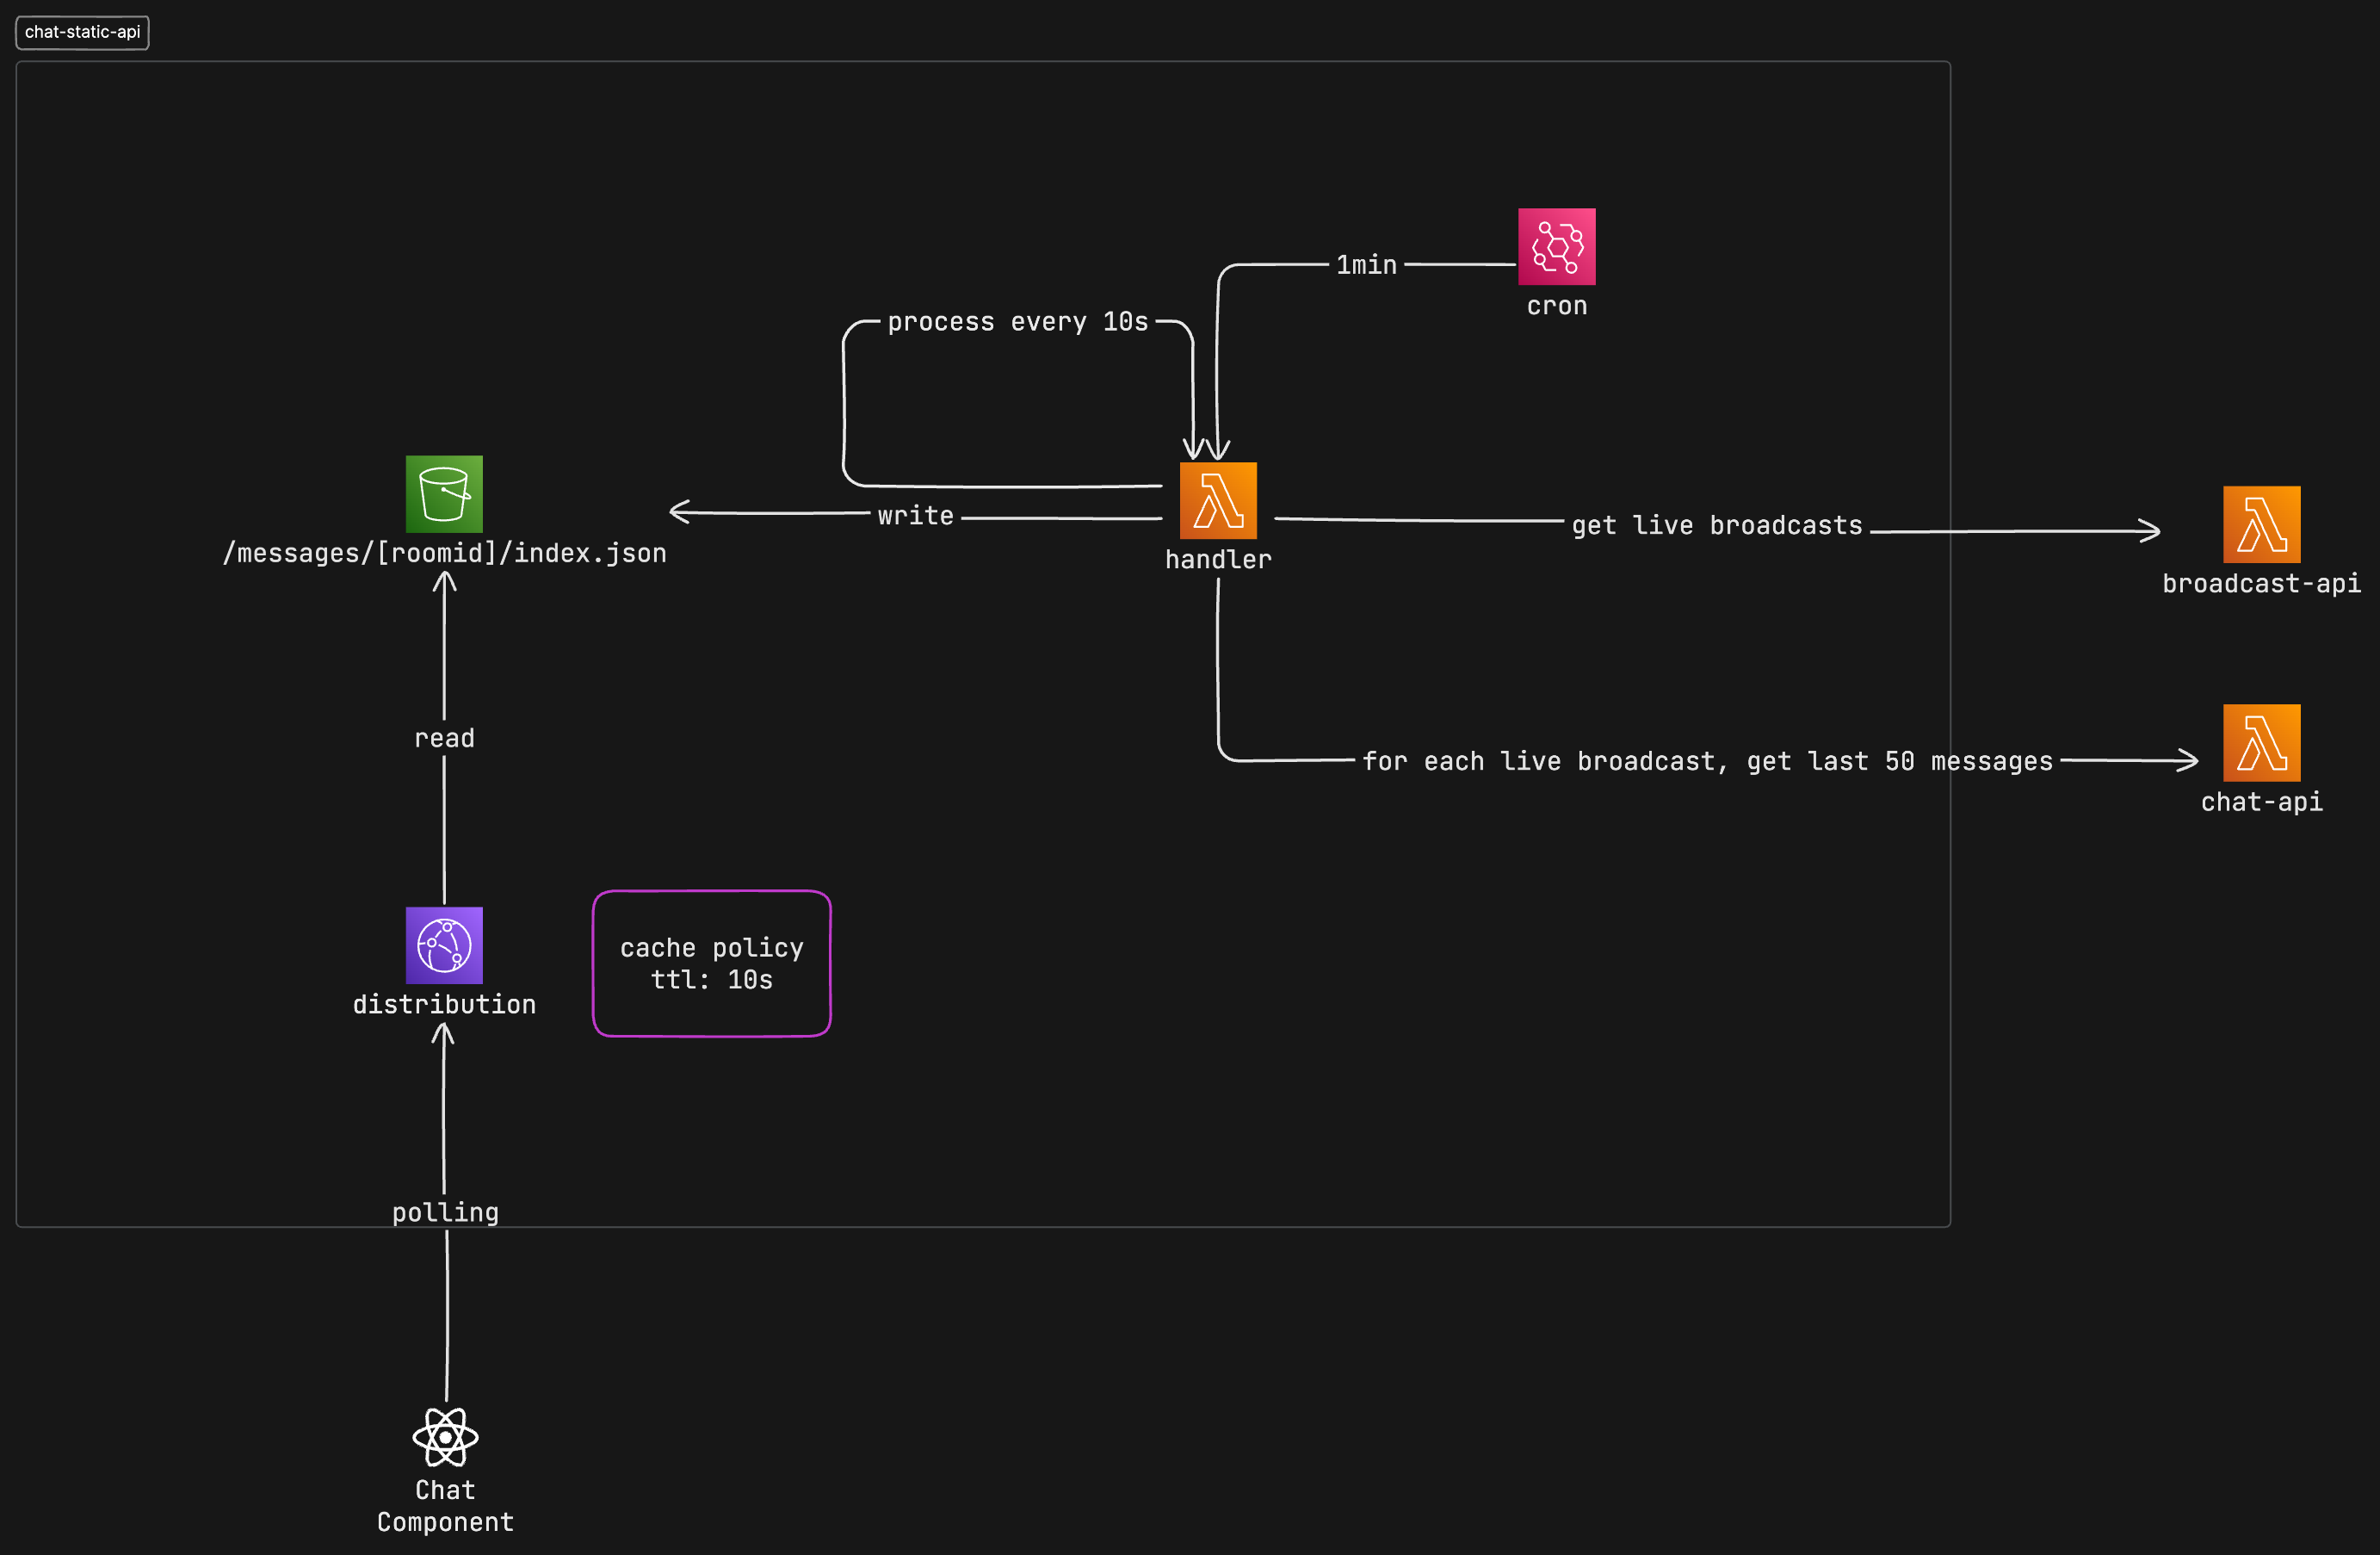 chat-static-api
1min
cron
process every 10s
write
handler
get live broadcasts
broadcast-api
/messages/[roomid]/index.json
read
for each live broadcast, get last 50 messages
chat-api
cache policy
ttl: 10s
distribution
polling
Chat
Component